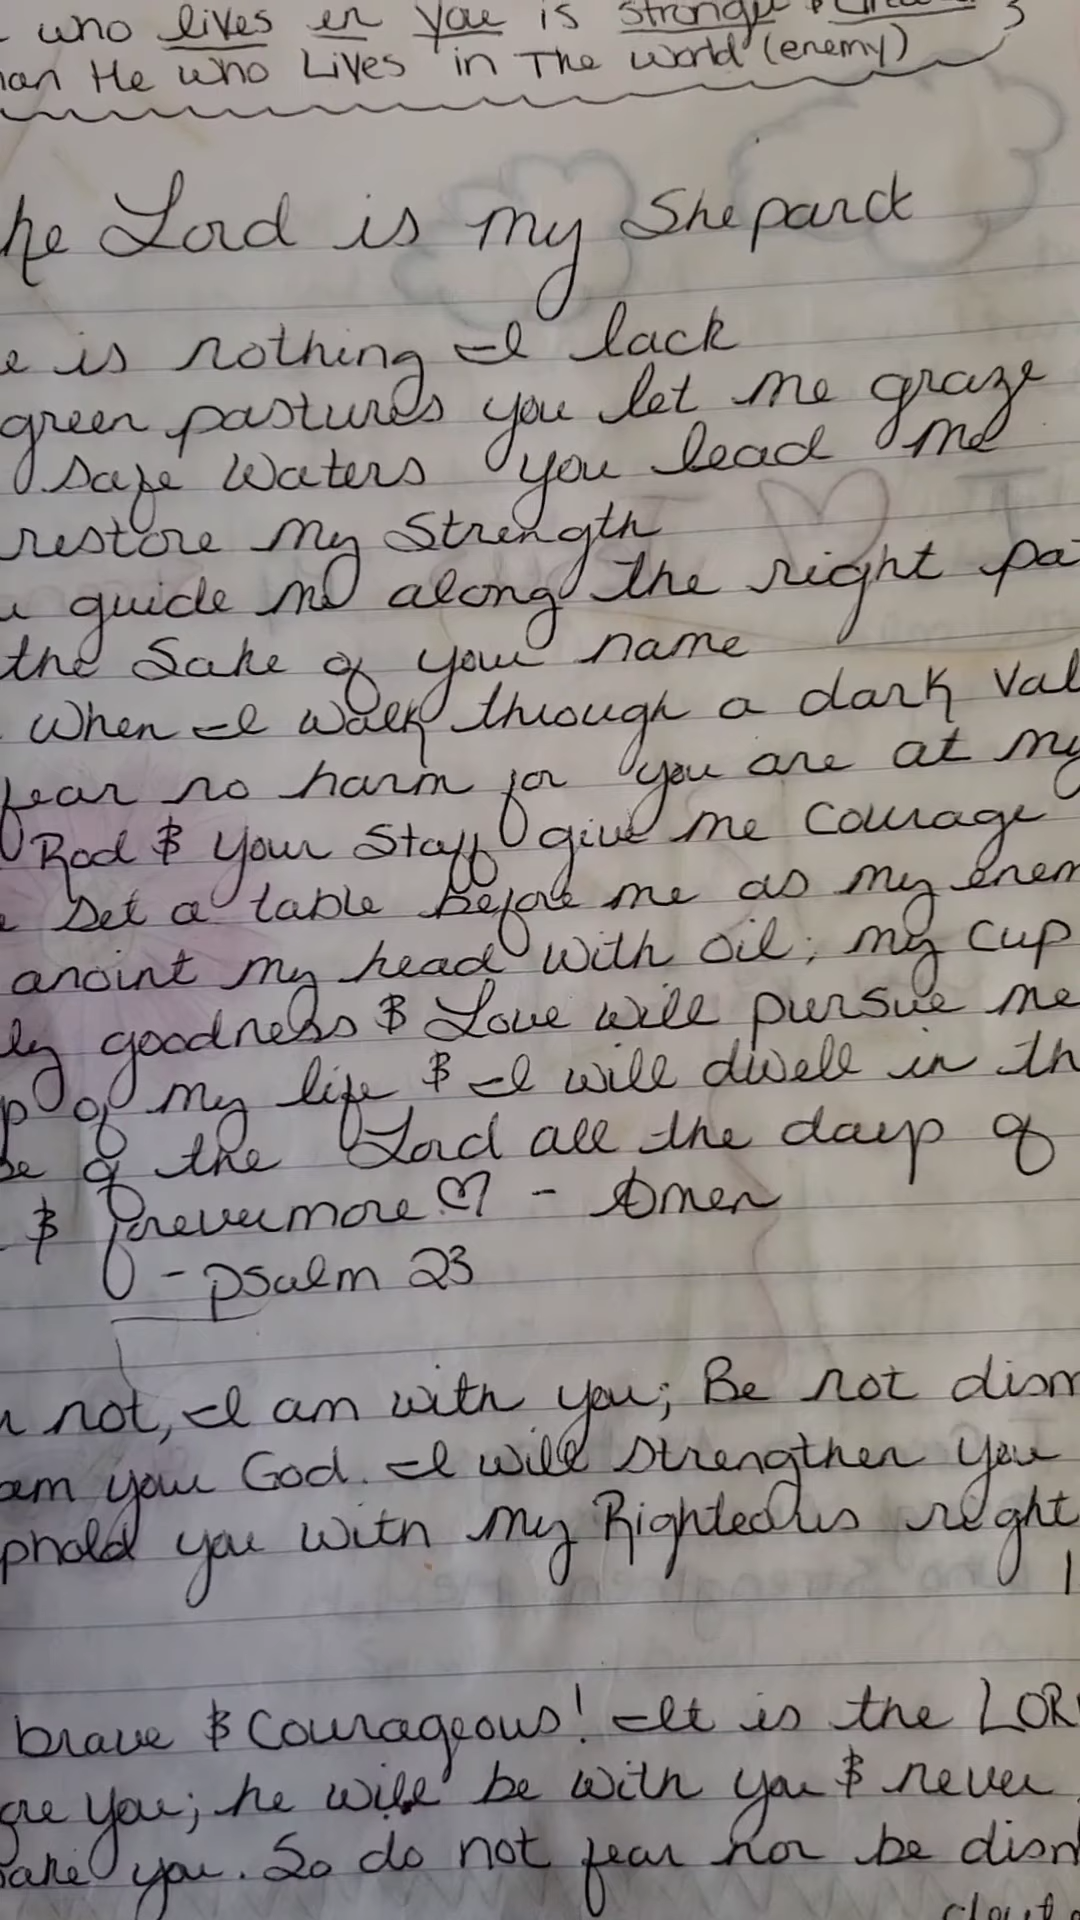 who lives in you is stronger &
han He who Lives in The World (enemy)
he Lord is my Shepard
e is nothing I lack
green pastures you let me graze
safe waters you lead me
restore my Strength
u guide me along the right pa
the Sake of your name
When I walk through a dark Val
fear no harm for you are at my
Rod & your Staff give me Courage
Set a table before me as my enem
anoint my head with oil; my cup
ly goodness & Love will pursue me
of my life & I will dwell in th
se of the Lord all the days of
& forevermore ♡ - Amen
- psalm 23
r not, I am with you; Be not dism
am your God. I will strengthen you
phold you with my Righteous right
brave & Courageous! It is the LOR
ore you; he will be with you & never
sake you. So do not fear nor be dism